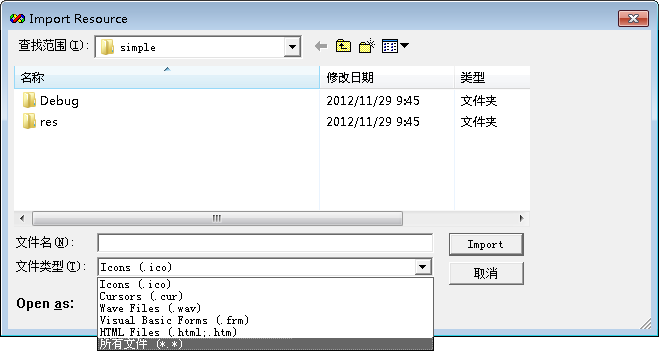 Import Resource
查找范围(I): simple
名称 修改日期 类型
Debug 2012/11/29 9:45 文件夹
res 2012/11/29 9:45 文件夹
文件名(N): Import
文件类型(T): Icons (.ico) 取消
Icons (.ico)
Cursors (.cur)
Wave Files (.wav)
Open as:
Visual Basic Forms (.frm)
HTML Files (.html;.htm)
所有文件 (*.*)